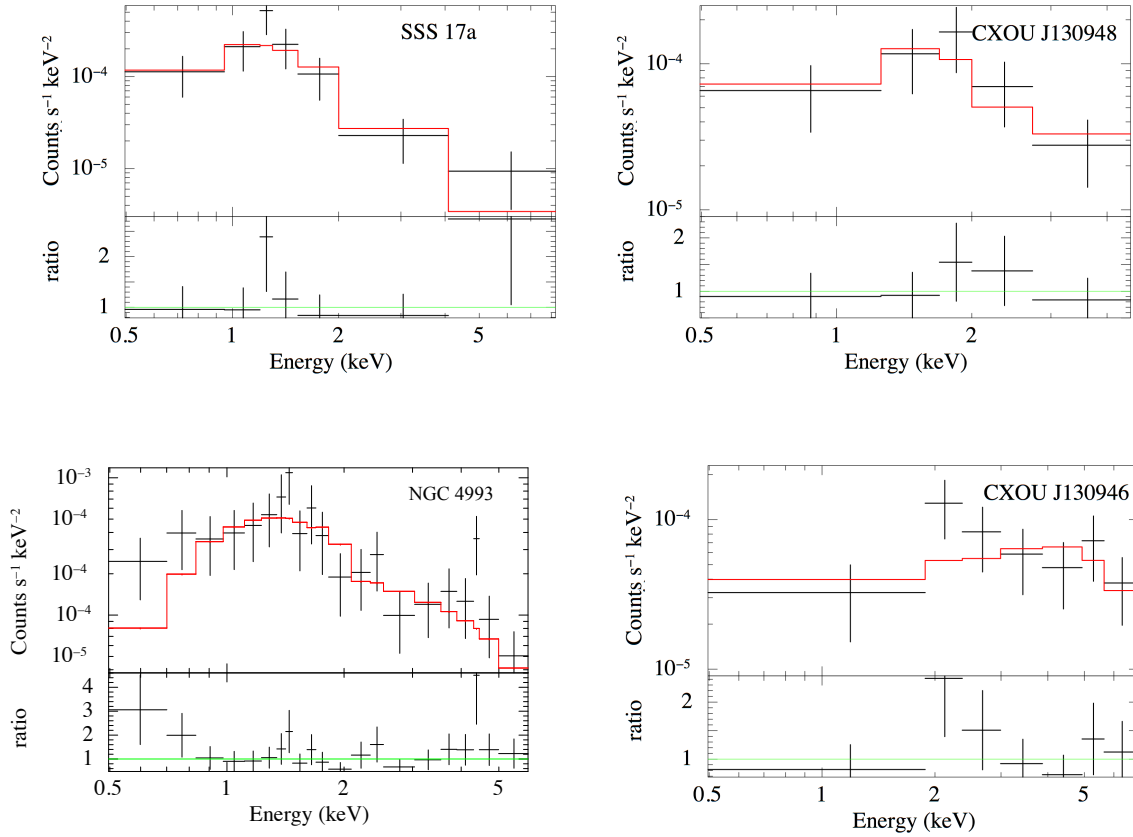 SSS 17a
Counts s⁻¹ keV⁻²
10⁻⁴
10⁻⁵
ratio
2
1
0.5
1
2
5
Energy (keV)
CXOU J130948
Counts s⁻¹ keV⁻²
10⁻⁴
10⁻⁵
ratio
2
1
0.5
1
2
Energy (keV)
NGC 4993
Counts s⁻¹ keV⁻²
10⁻³
10⁻⁴
10⁻⁴
10⁻⁴
10⁻⁵
ratio
4
3
2
1
0.5
1
2
5
Energy (keV)
CXOU J130946
Counts s⁻¹ keV⁻²
10⁻⁴
10⁻⁵
ratio
2
1
0.5
1
2
5
Energy (keV)